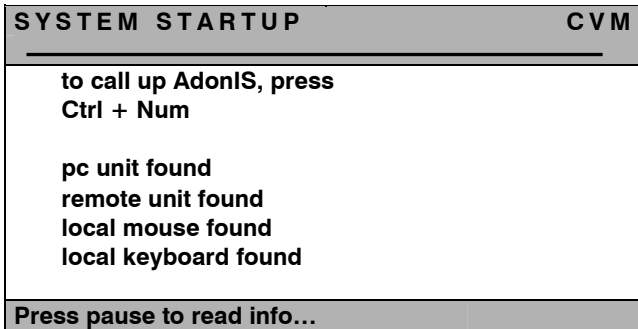 SYSTEM STARTUP CVM
to call up AdonIS, press
Ctrl + Num
pc unit found
remote unit found
local mouse found
local keyboard found
Press pause to read info...